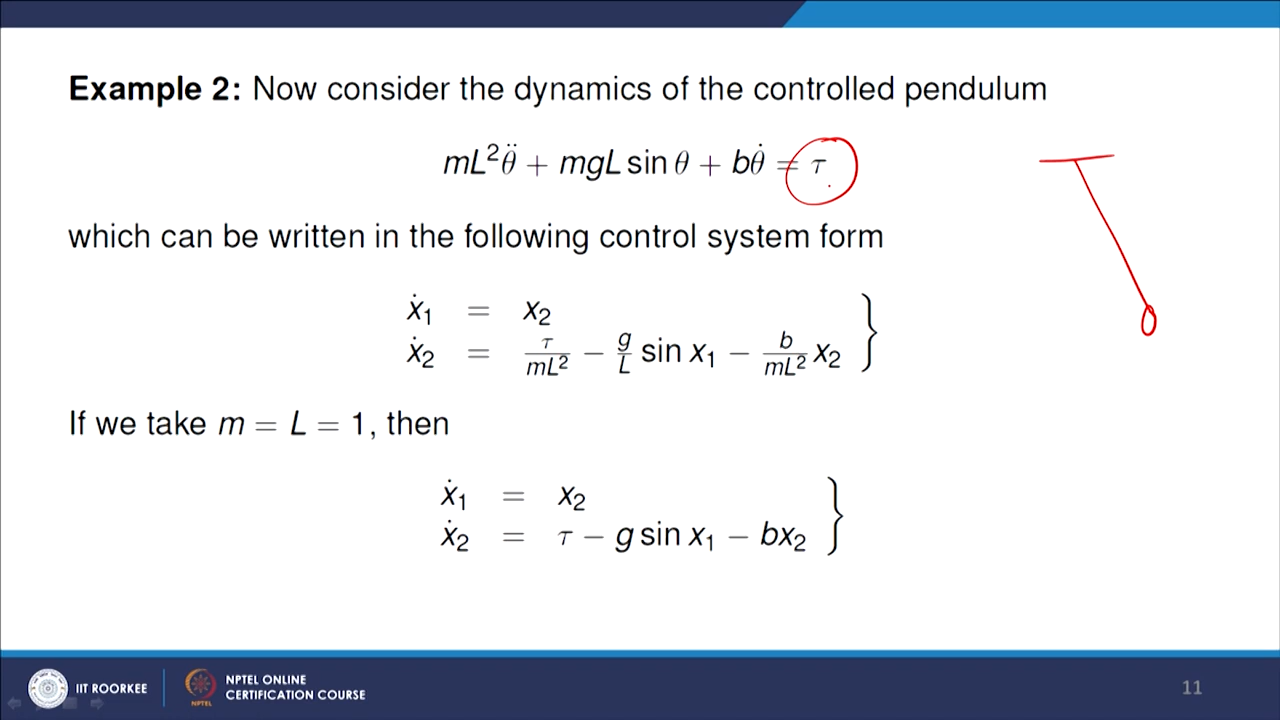 Example 2: Now consider the dynamics of the controlled pendulum
mL²θ̈ + mgL sin θ + bθ̇ = τ
which can be written in the following control system form
ẋ₁ = x₂
ẋ₂ = τ/mL² − g/L sin x₁ − b/mL² x₂ }
If we take m = L = 1, then
ẋ₁ = x₂
ẋ₂ = τ − g sin x₁ − bx₂ }
IIT ROORKEE
NPTEL
NPTEL ONLINE
CERTIFICATION COURSE
11